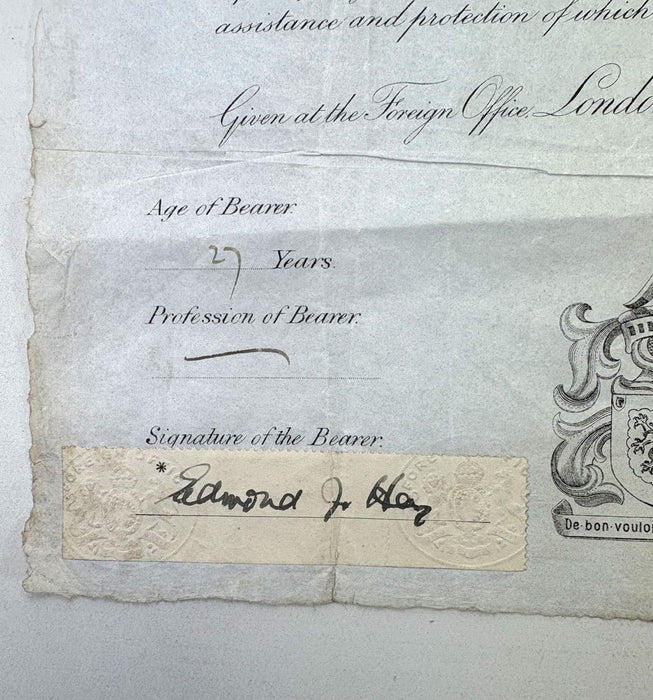 assistance and protection of which
Given at the Foreign Office, London
Age of Bearer.
27 Years.
Profession of Bearer.
Signature of the Bearer.
* Edmond J. Hay
De·bon·vouloi